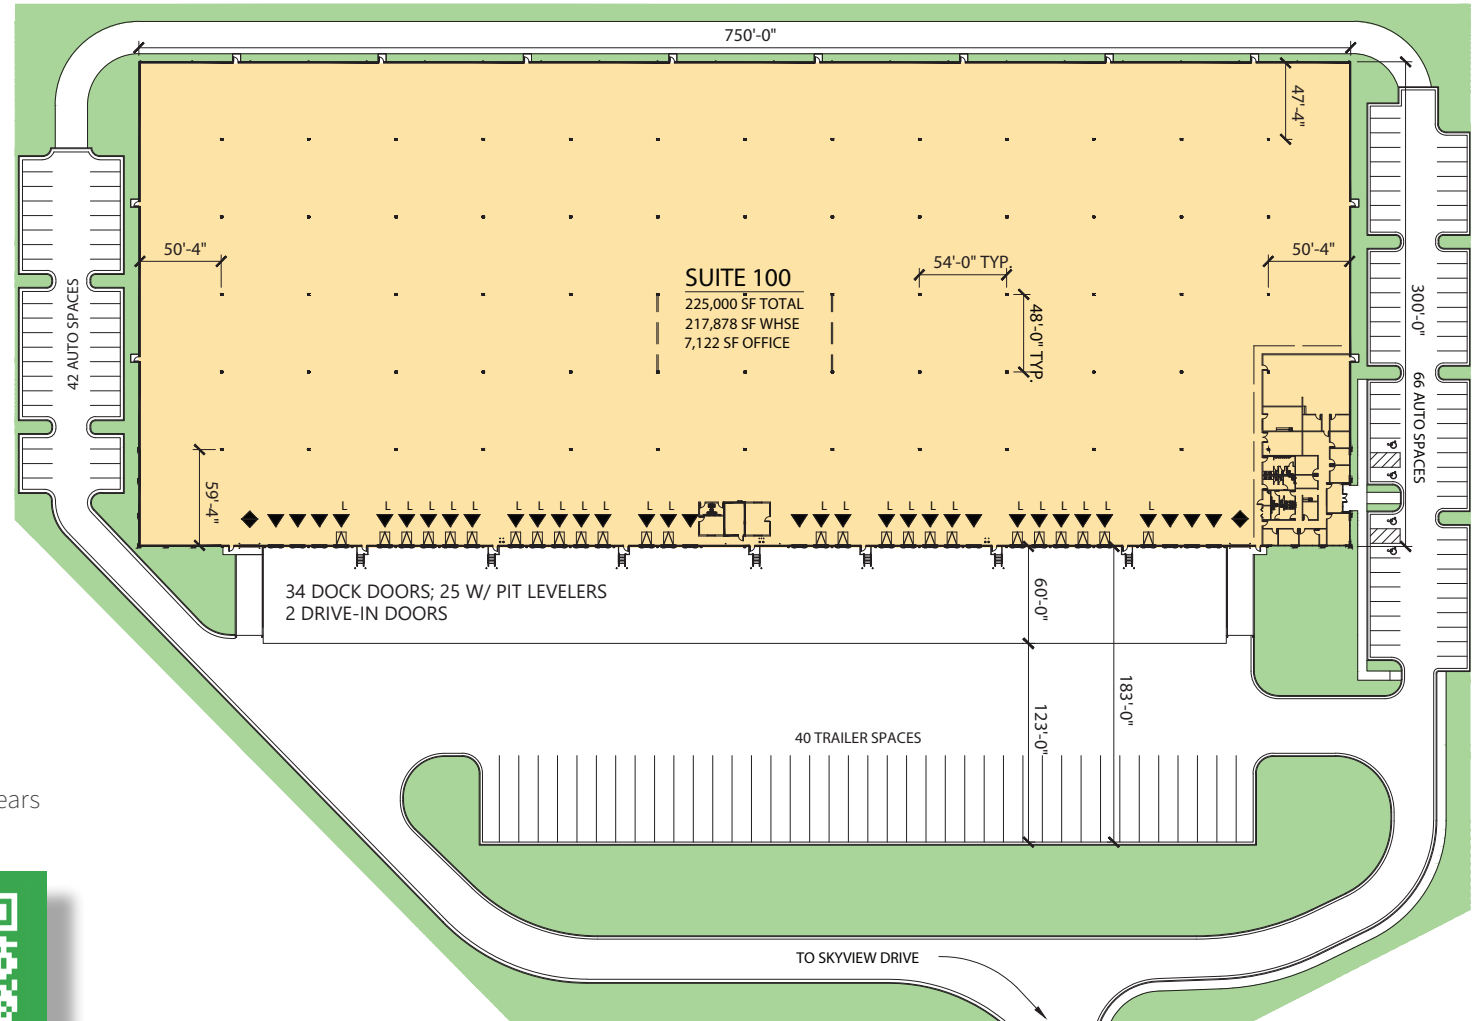 750'-0"
47'-4"
50'-4"
SUITE 100
225,000 SF TOTAL
217,878 SF WHSE
7,122 SF OFFICE
54'-0" TYP.
48'-0" TYP.
50'-4"
300'-0"
42 AUTO SPACES
66 AUTO SPACES
59'-4"
L L L L L L L L L L L L L L L L L L L L L L L L L
34 DOCK DOORS; 25 W/ PIT LEVELERS
2 DRIVE-IN DOORS
60'-0"
183'-0"
123'-0"
40 TRAILER SPACES
ears
TO SKYVIEW DRIVE